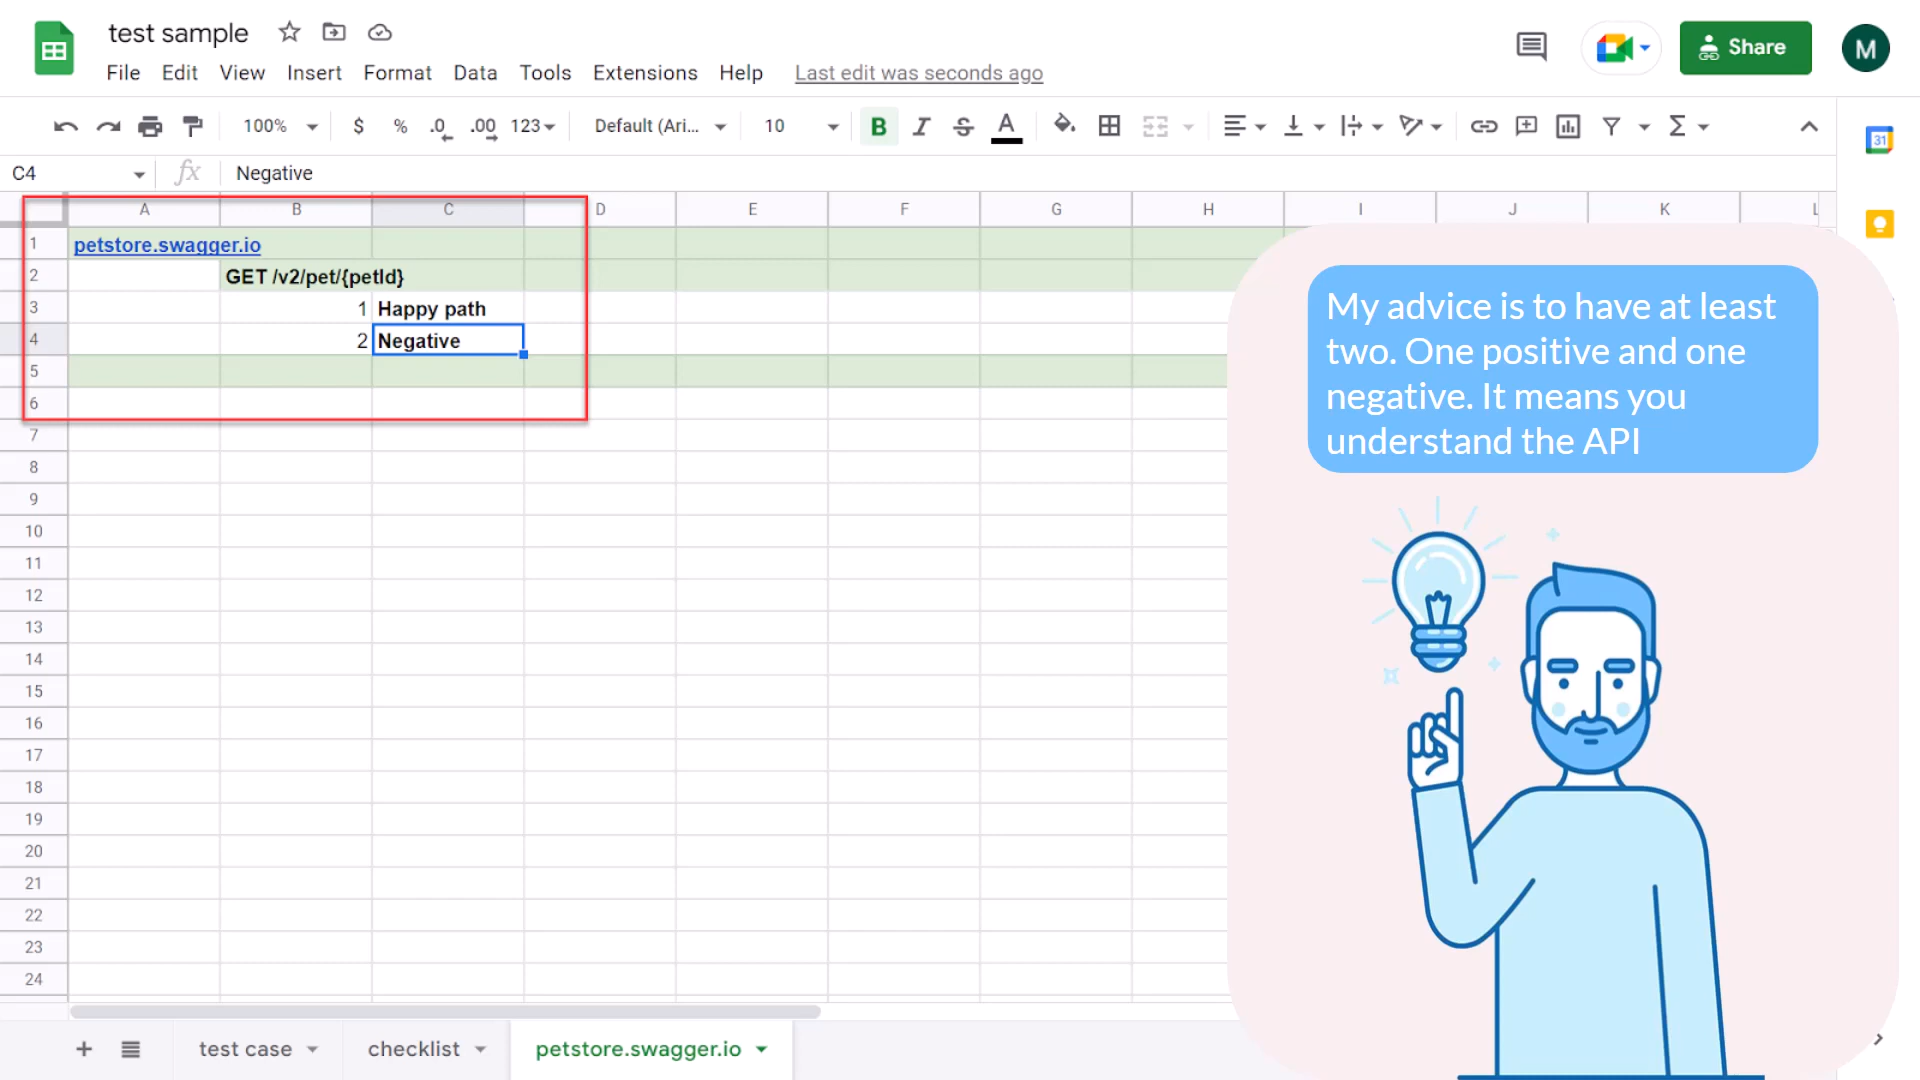 test sample
File Edit View Insert Format Data Tools Extensions Help Last edit was seconds ago
Share
M
100% $ % .0 .00 123 Default (Ari... 10 B I S A Σ
31
C4 fx Negative
A B C D E F G H I J K L
1 petstore.swagger.io
2 GET /v2/pet/{petId}
3 1 Happy path
4 2 Negative
5
6
7
8
9
10
11
12
13
14
15
16
17
18
19
20
21
22
23
24
My advice is to have at least
two. One positive and one
negative. It means you
understand the API
+ test case checklist petstore.swagger.io